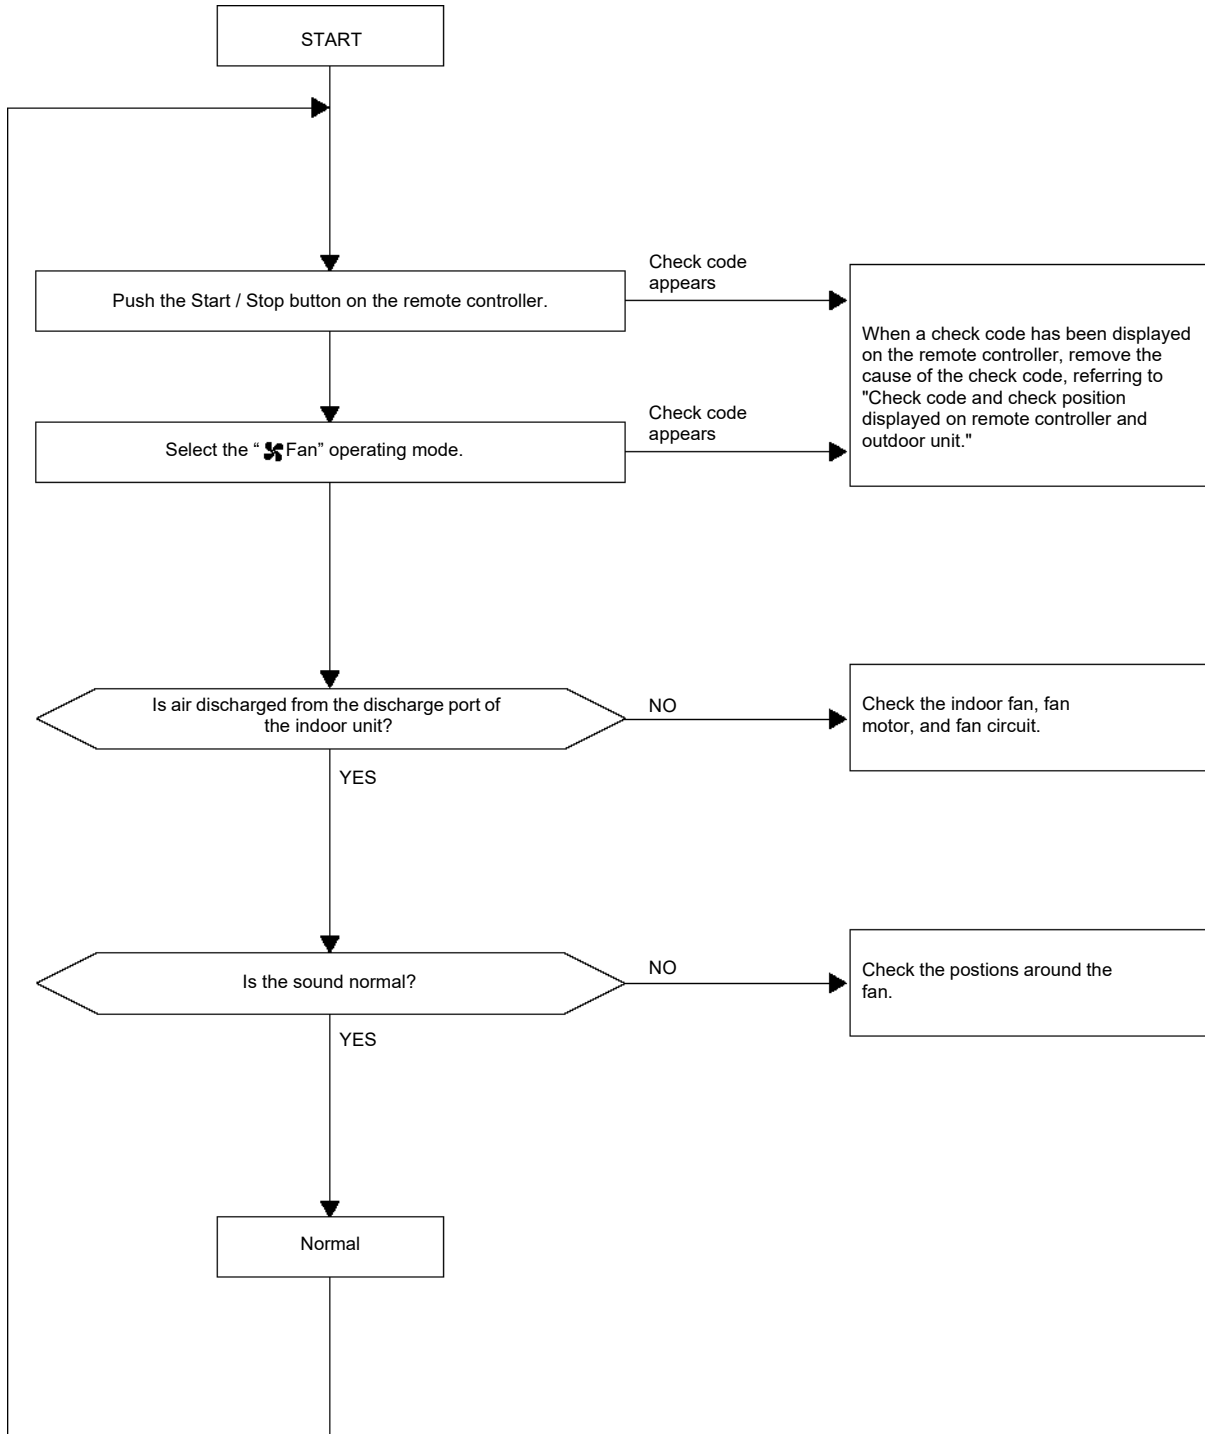 START
Check code
appears
Push the Start / Stop button on the remote controller.
When a check code has been displayed
on the remote controller, remove the
cause of the check code, referring to
"Check code and check position
displayed on remote controller and
outdoor unit."
Check code
appears
Select the “ Fan” operating mode.
Is air discharged from the discharge port of
the indoor unit?
NO
Check the indoor fan, fan
motor, and fan circuit.
YES
Is the sound normal?
NO
Check the postions around the
fan.
YES
Normal